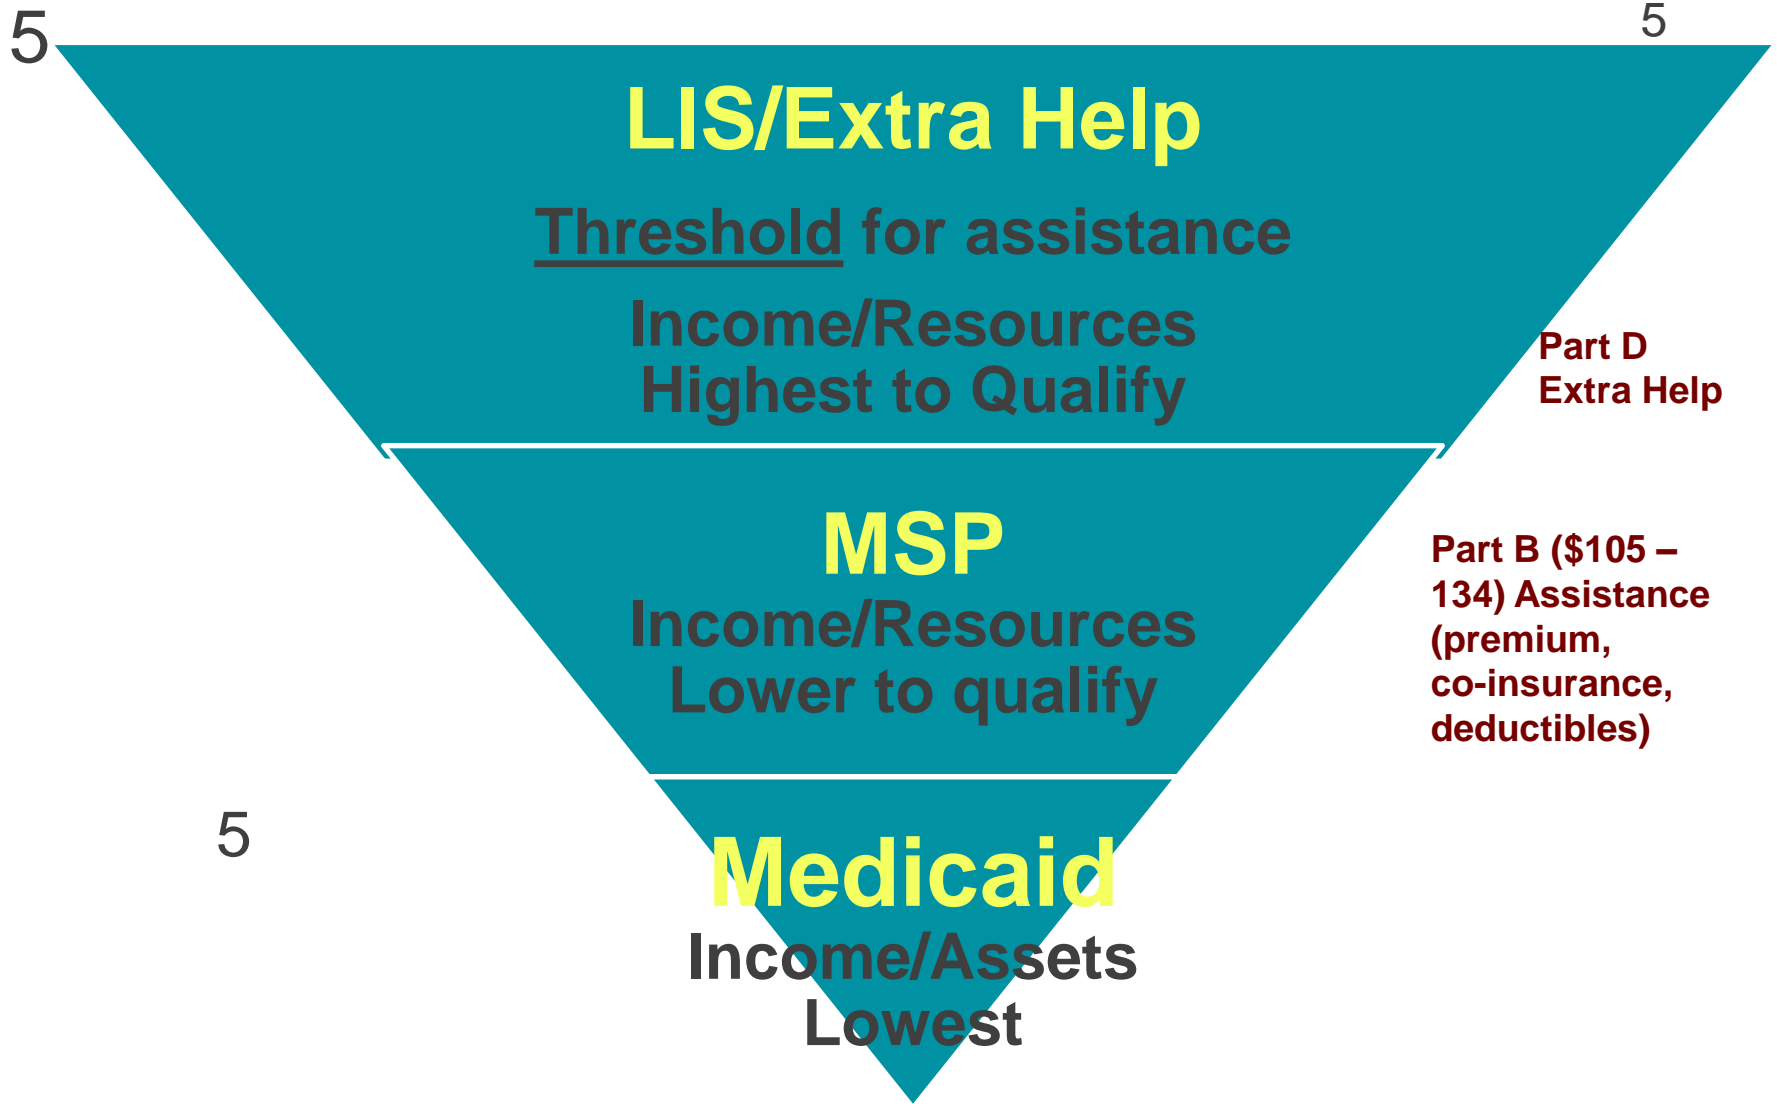 5
5
LIS/Extra Help
Threshold for assistance
Income/Resources
Highest to Qualify
Part D
Extra Help
MSP
Income/Resources
Lower to qualify
Part B ($105 –
134) Assistance
(premium,
co-insurance,
deductibles)
5
Medicaid
Income/Assets
Lowest